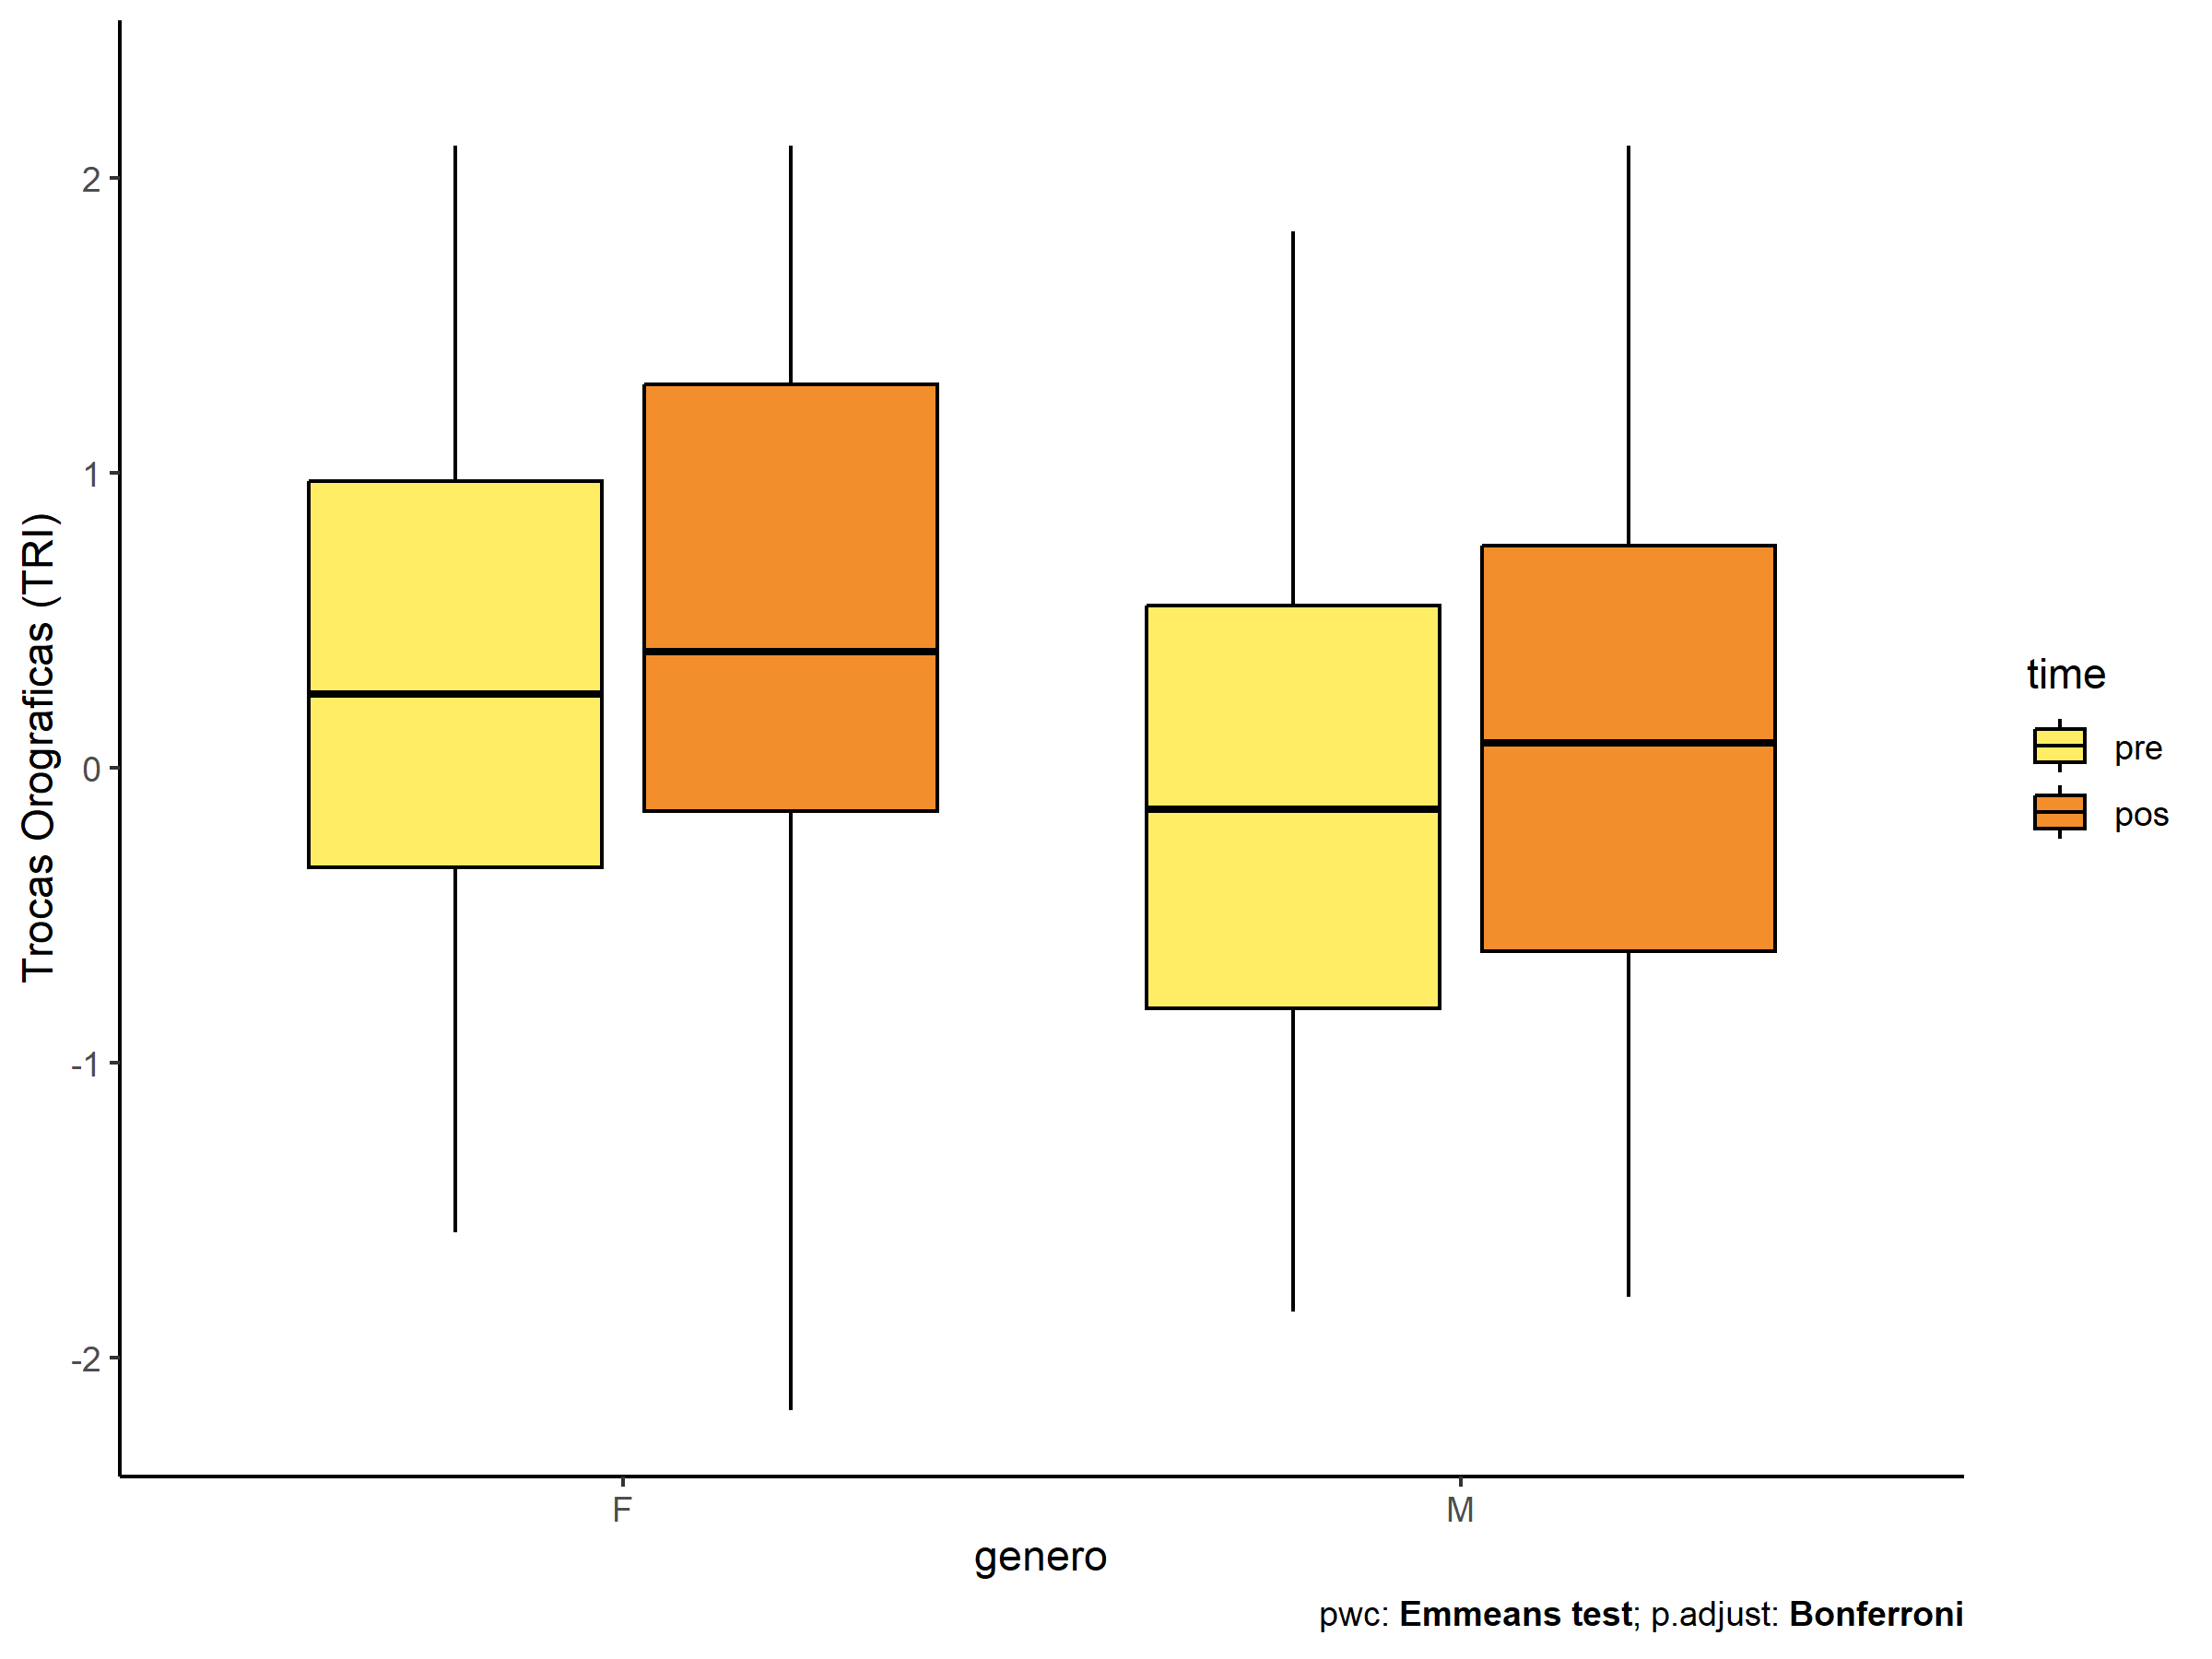 Trocas Orograficas (TRI)
2
1
0
-1
-2
F
M
genero
time
pre
pos
pwc: Emmeans test; p.adjust: Bonferroni